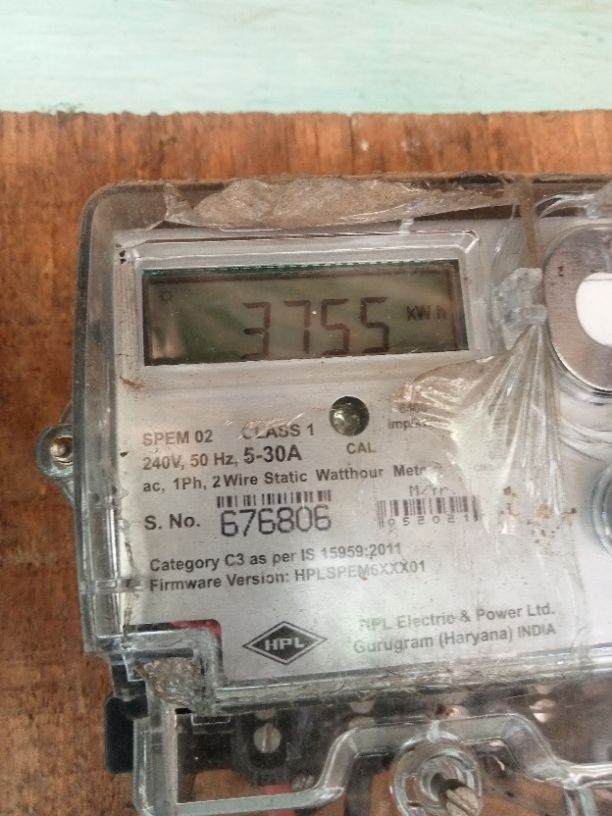 3755 kWh
SPEM 02 CLASS 1
CAL
240V, 50 Hz, 5-30A
ac, 1Ph, 2 Wire Static Watthour
M/Yr.
S. No. 676806
052021
Category C3 as per IS 15959:2011
Firmware Version: HPLSPEM6XXX01
HPL
HPL Electric & Power Ltd.
Gurugram (Haryana) INDIA